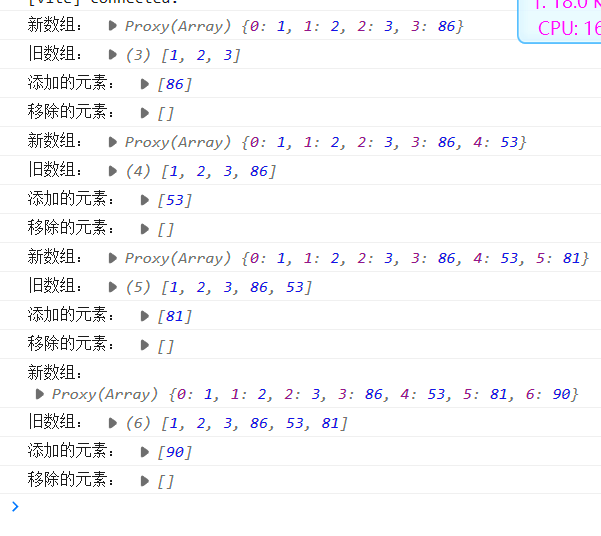 [vite] connected.
新数组： ▶ Proxy(Array) {0: 1, 1: 2, 2: 3, 3: 86}
旧数组： ▶ (3) [1, 2, 3]
添加的元素： ▶ [86]
移除的元素： ▶ []
新数组： ▶ Proxy(Array) {0: 1, 1: 2, 2: 3, 3: 86, 4: 53}
旧数组： ▶ (4) [1, 2, 3, 86]
添加的元素： ▶ [53]
移除的元素： ▶ []
新数组： ▶ Proxy(Array) {0: 1, 1: 2, 2: 3, 3: 86, 4: 53, 5: 81}
旧数组： ▶ (5) [1, 2, 3, 86, 53]
添加的元素： ▶ [81]
移除的元素： ▶ []
新数组：
▶ Proxy(Array) {0: 1, 1: 2, 2: 3, 3: 86, 4: 53, 5: 81, 6: 90}
旧数组： ▶ (6) [1, 2, 3, 86, 53, 81]
添加的元素： ▶ [90]
移除的元素： ▶ []
>
18.0
CPU: 16